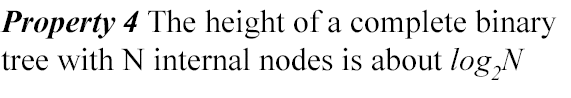 Property 4 The height of a complete binary
tree with N internal nodes is about log₂N